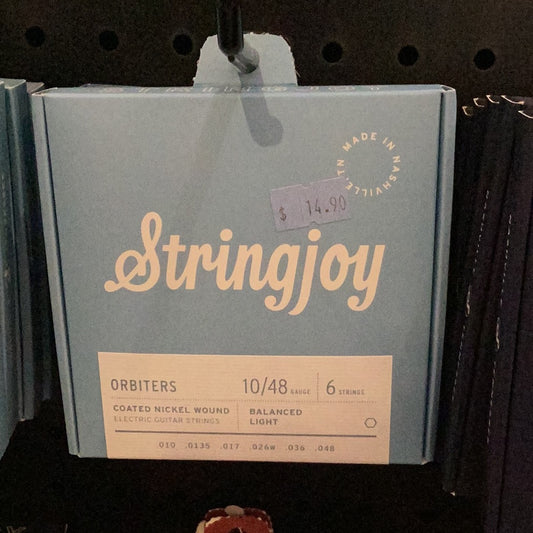 MADE IN NASHVILLE, TN
$ 14.90
Stringjoy
ORBITERS 10/48 GAUGE 6 STRINGS
COATED NICKEL WOUND BALANCED
ELECTRIC GUITAR STRINGS LIGHT
.010 .0135 .017 .026w .036 .048